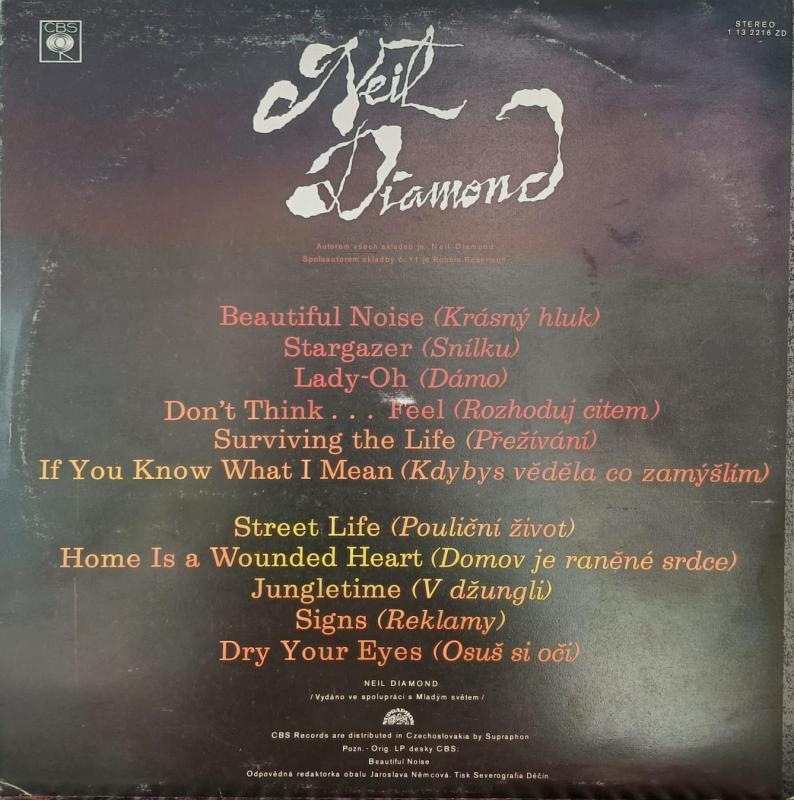 CBS
STEREO
1 13 2216 ZD
Neil
Diamond
Autorem všech skladeb je Neil Diamond
Spoluautorem skladby č. 11 je Robbie Robertson
Beautiful Noise (Krásný hluk)
Stargazer (Snílku)
Lady-Oh (Dámo)
Don't Think . . . Feel (Rozhoduj citem)
Surviving the Life (Přežívání)
If You Know What I Mean (Kdybys věděla co zamýšlím)
Street Life (Pouliční život)
Home Is a Wounded Heart (Domov je raněné srdce)
Jungletime (V džungli)
Signs (Reklamy)
Dry Your Eyes (Osuš si oči)
NEIL DIAMOND
/ Vydáno ve spolupráci s Mladým světem /
SUPRAPHON
CBS Records are distributed in Czechoslovakia by Supraphon
Pozn. - Orig. LP desky CBS:
Beautiful Noise
Odpovědná redaktorka obalu Jaroslava Němcová. Tisk Severografia Děčín